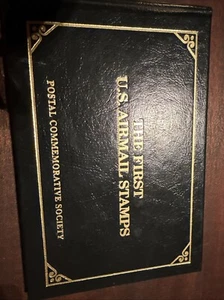 THE FIRST
U.S. AIRMAIL STAMPS
POSTAL COMMEMORATIVE SOCIETY